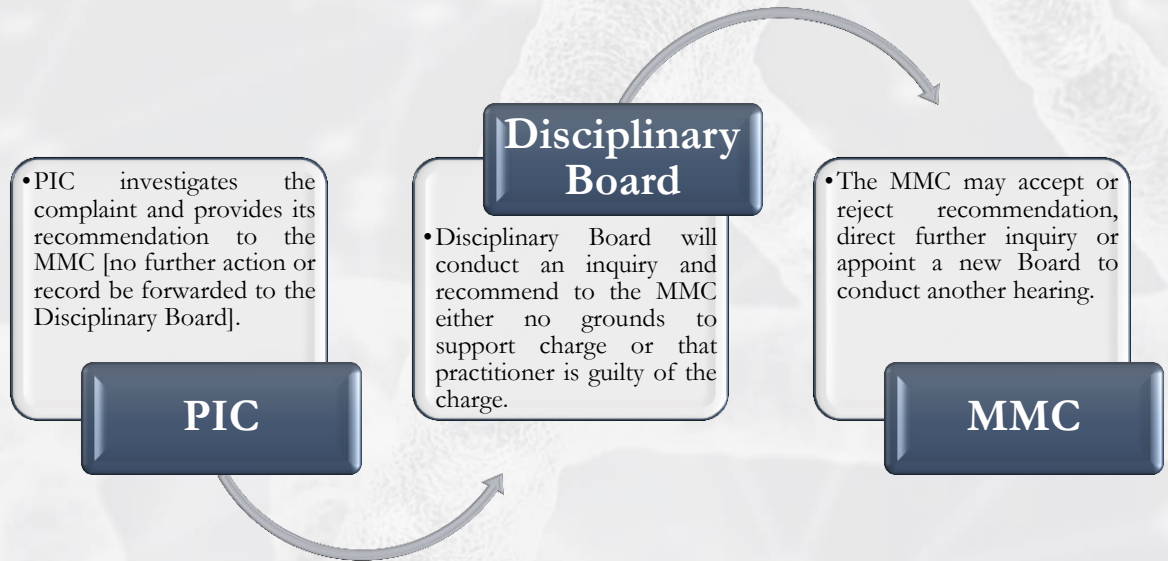 •PIC investigates the
complaint and provides its
recommendation to the
MMC [no further action or
record be forwarded to the
Disciplinary Board].
PIC
Disciplinary
Board
•Disciplinary Board will
conduct an inquiry and
recommend to the MMC
either no grounds to
support charge or that
practitioner is guilty of the
charge.
•The MMC may accept or
reject recommendation,
direct further inquiry or
appoint a new Board to
conduct another hearing.
MMC